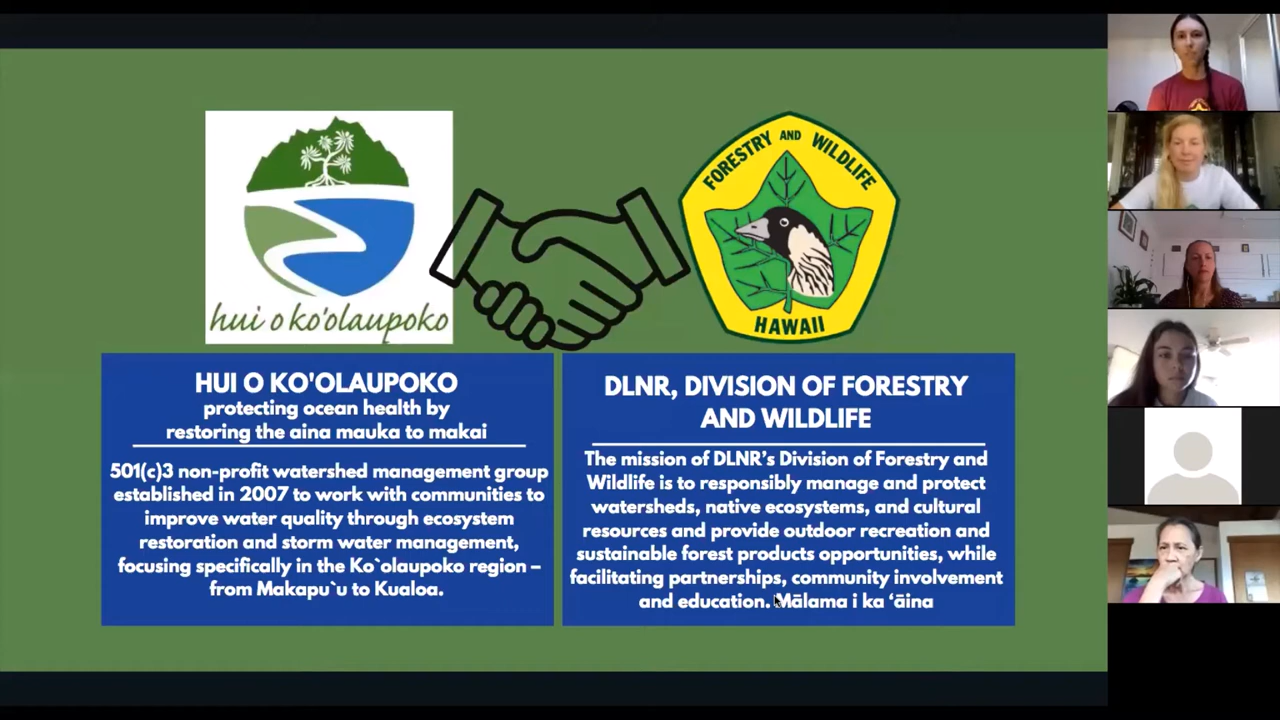 hui o ko'olaupoko
FORESTRY AND WILDLIFE
HAWAII
HUI O KO'OLAUPOKO
protecting ocean health by
restoring the aina mauka to makai
501(c)3 non-profit watershed management group
established in 2007 to work with communities to
improve water quality through ecosystem
restoration and storm water management,
focusing specifically in the Ko`olaupoko region –
from Makapu`u to Kualoa.
DLNR, DIVISION OF FORESTRY
AND WILDLIFE
The mission of DLNR’s Division of Forestry and
Wildlife is to responsibly manage and protect
watersheds, native ecosystems, and cultural
resources and provide outdoor recreation and
sustainable forest products opportunities, while
facilitating partnerships, community involvement
and education. Mālama i ka ‘āina